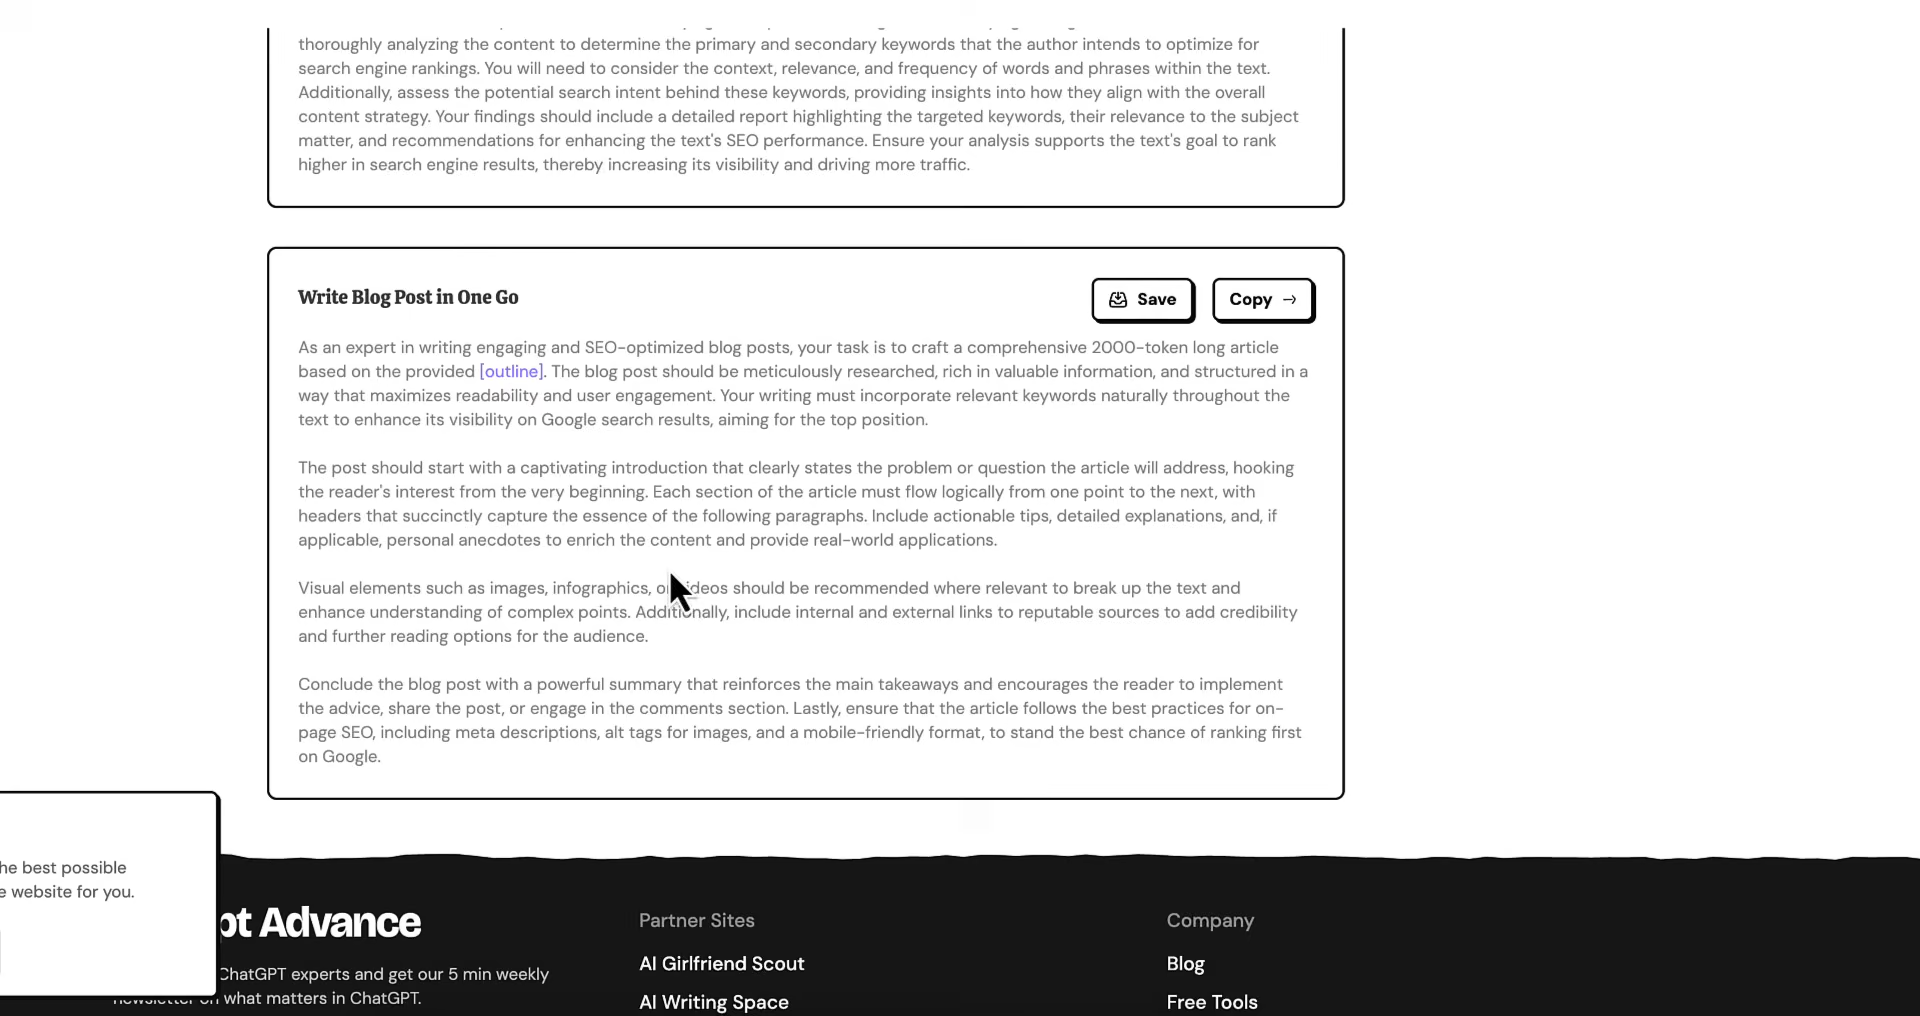 thoroughly analyzing the content to determine the primary and secondary keywords that the author intends to optimize for
search engine rankings. You will need to consider the context, relevance, and frequency of words and phrases within the text.
Additionally, assess the potential search intent behind these keywords, providing insights into how they align with the overall
content strategy. Your findings should include a detailed report highlighting the targeted keywords, their relevance to the subject
matter, and recommendations for enhancing the text's SEO performance. Ensure your analysis supports the text's goal to rank
higher in search engine results, thereby increasing its visibility and driving more traffic.
Write Blog Post in One Go
Save
Copy →
As an expert in writing engaging and SEO-optimized blog posts, your task is to craft a comprehensive 2000-token long article
based on the provided [outline]. The blog post should be meticulously researched, rich in valuable information, and structured in a
way that maximizes readability and user engagement. Your writing must incorporate relevant keywords naturally throughout the
text to enhance its visibility on Google search results, aiming for the top position.
The post should start with a captivating introduction that clearly states the problem or question the article will address, hooking
the reader's interest from the very beginning. Each section of the article must flow logically from one point to the next, with
headers that succinctly capture the essence of the following paragraphs. Include actionable tips, detailed explanations, and, if
applicable, personal anecdotes to enrich the content and provide real-world applications.
Visual elements such as images, infographics, or videos should be recommended where relevant to break up the text and
enhance understanding of complex points. Additionally, include internal and external links to reputable sources to add credibility
and further reading options for the audience.
Conclude the blog post with a powerful summary that reinforces the main takeaways and encourages the reader to implement
the advice, share the post, or engage in the comments section. Lastly, ensure that the article follows the best practices for on-
page SEO, including meta descriptions, alt tags for images, and a mobile-friendly format, to stand the best chance of ranking first
on Google.
he best possible
e website for you.
pt Advance
ChatGPT experts and get our 5 min weekly
newsletter on what matters in ChatGPT.
Partner Sites
AI Girlfriend Scout
AI Writing Space
Company
Blog
Free Tools